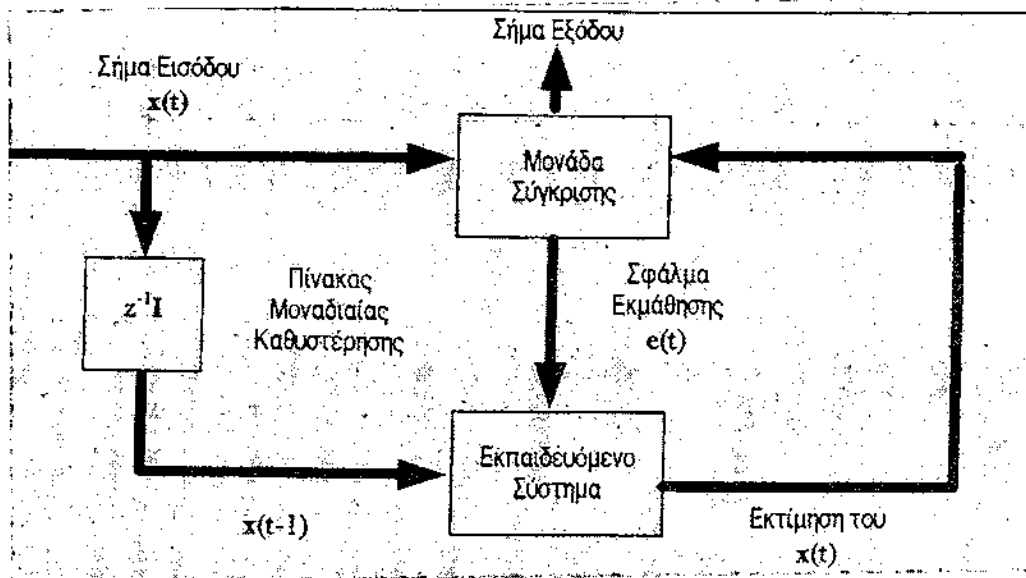 Σήμα Εξόδου
Σήμα Εισόδου
x(t)
Μονάδα
Σύγκρισης
z⁻¹I
Πίνακας
Μοναδιαίας
Καθυστέρησης
Σφάλμα
Εκμάθησης
e(t)
Εκπαιδευόμενο
Σύστημα
x(t-1)
Εκτίμηση του
x(t)